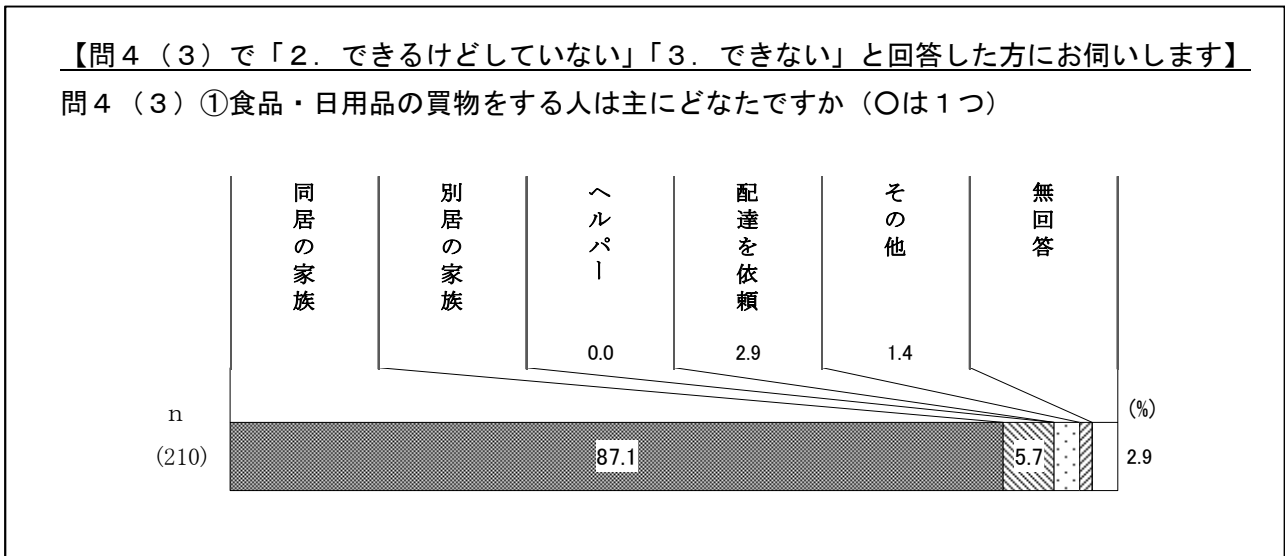 【問４（３）で「２．できるけどしていない」「３．できない」と回答した方にお伺いします】
問４（３）①食品・日用品の買物をする人は主にどなたですか（○は１つ）
同居の家族
別居の家族
ヘルパー
配達を依頼
その他
無回答
0.0
2.9
1.4
(%)
n
(210)
87.1
5.7
2.9